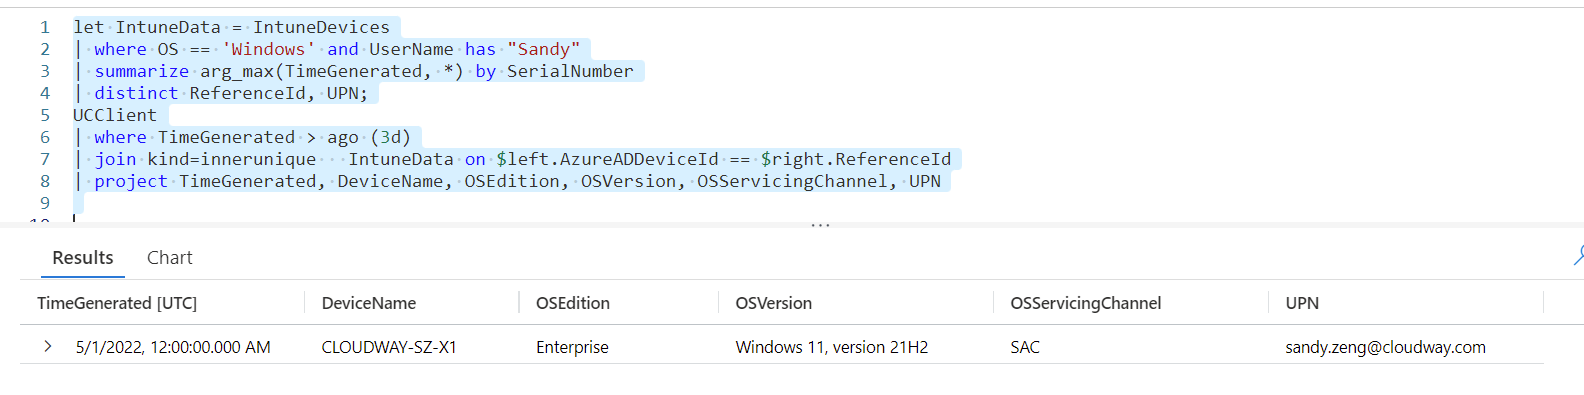 1 let IntuneData = IntuneDevices
2 | where OS == 'Windows' and UserName has "Sandy"
3 | summarize arg_max(TimeGenerated, *) by SerialNumber
4 | distinct ReferenceId, UPN;
5 UCClient
6 | where TimeGenerated > ago (3d)
7 | join kind=innerunique   IntuneData on $left.AzureADDeviceId == $right.ReferenceId
8 | project TimeGenerated, DeviceName, OSEdition, OSVersion, OSServicingChannel, UPN
9
10
...
Results Chart
TimeGenerated [UTC] DeviceName OSEdition OSVersion OSServicingChannel UPN
> 5/1/2022, 12:00:00.000 AM CLOUDWAY-SZ-X1 Enterprise Windows 11, version 21H2 SAC sandy.zeng@cloudway.com